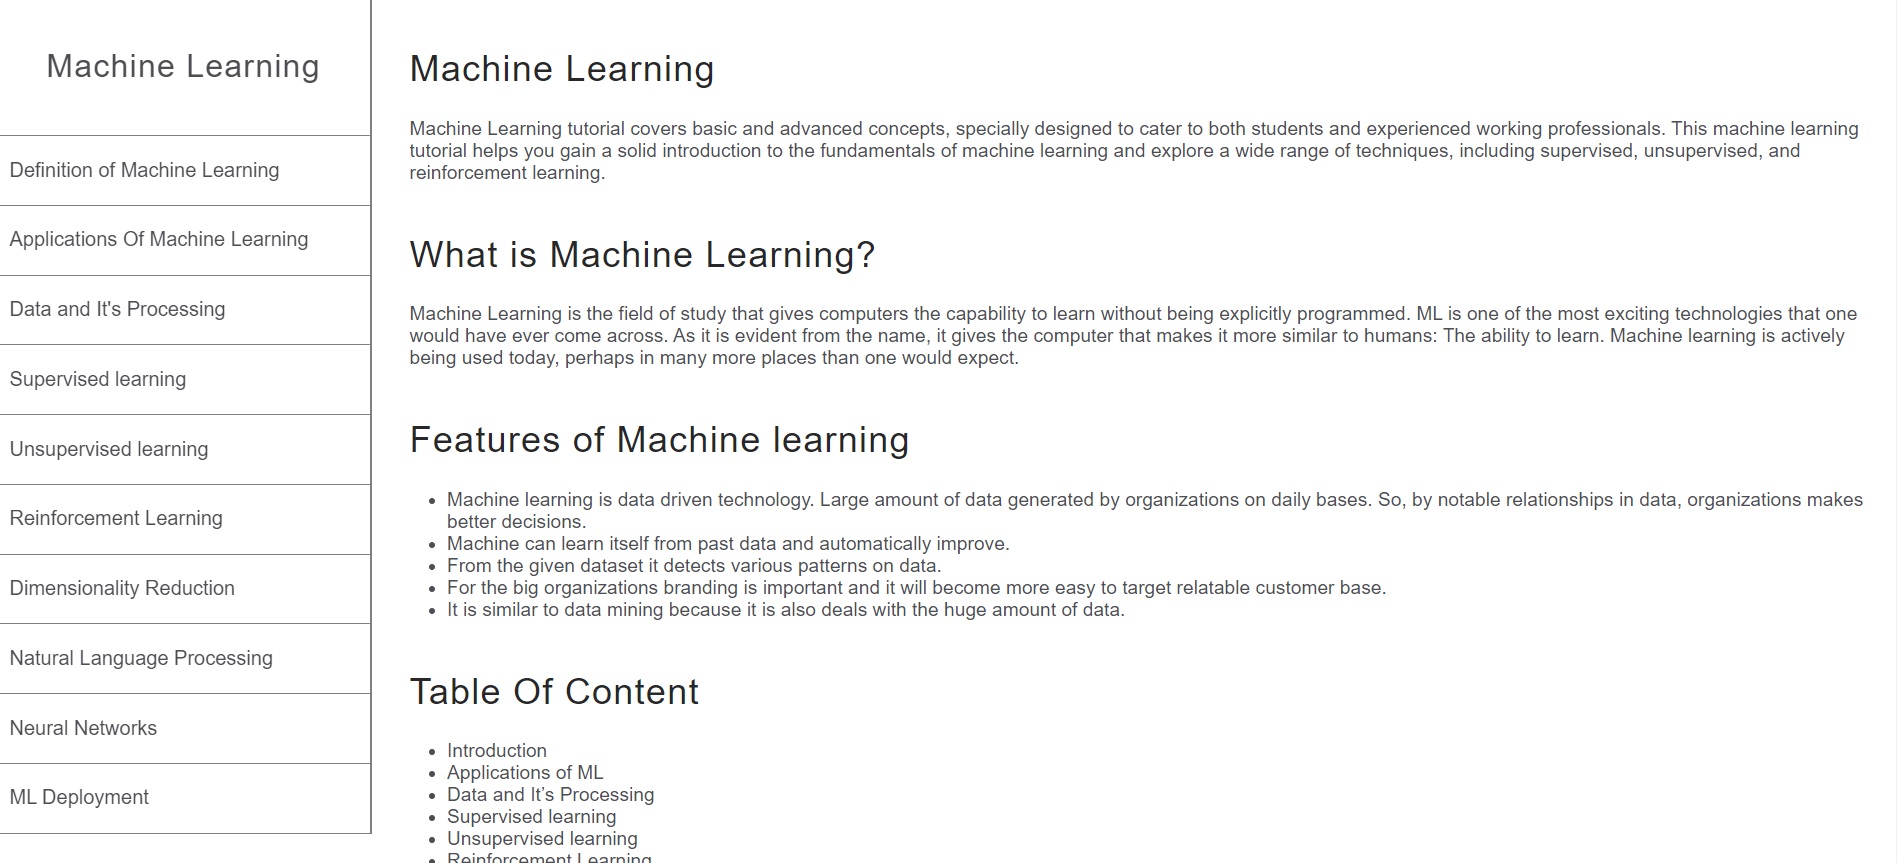 Machine Learning
Definition of Machine Learning
Applications Of Machine Learning
Data and It's Processing
Supervised learning
Unsupervised learning
Reinforcement Learning
Dimensionality Reduction
Natural Language Processing
Neural Networks
ML Deployment
Machine Learning
Machine Learning tutorial covers basic and advanced concepts, specially designed to cater to both students and experienced working professionals. This machine learning
tutorial helps you gain a solid introduction to the fundamentals of machine learning and explore a wide range of techniques, including supervised, unsupervised, and
reinforcement learning.
What is Machine Learning?
Machine Learning is the field of study that gives computers the capability to learn without being explicitly programmed. ML is one of the most exciting technologies that one
would have ever come across. As it is evident from the name, it gives the computer that makes it more similar to humans: The ability to learn. Machine learning is actively
being used today, perhaps in many more places than one would expect.
Features of Machine learning
• Machine learning is data driven technology. Large amount of data generated by organizations on daily bases. So, by notable relationships in data, organizations makes
better decisions.
• Machine can learn itself from past data and automatically improve.
• From the given dataset it detects various patterns on data.
• For the big organizations branding is important and it will become more easy to target relatable customer base.
• It is similar to data mining because it is also deals with the huge amount of data.
Table Of Content
• Introduction
• Applications of ML
• Data and It’s Processing
• Supervised learning
• Unsupervised learning
• Reinforcement Learning